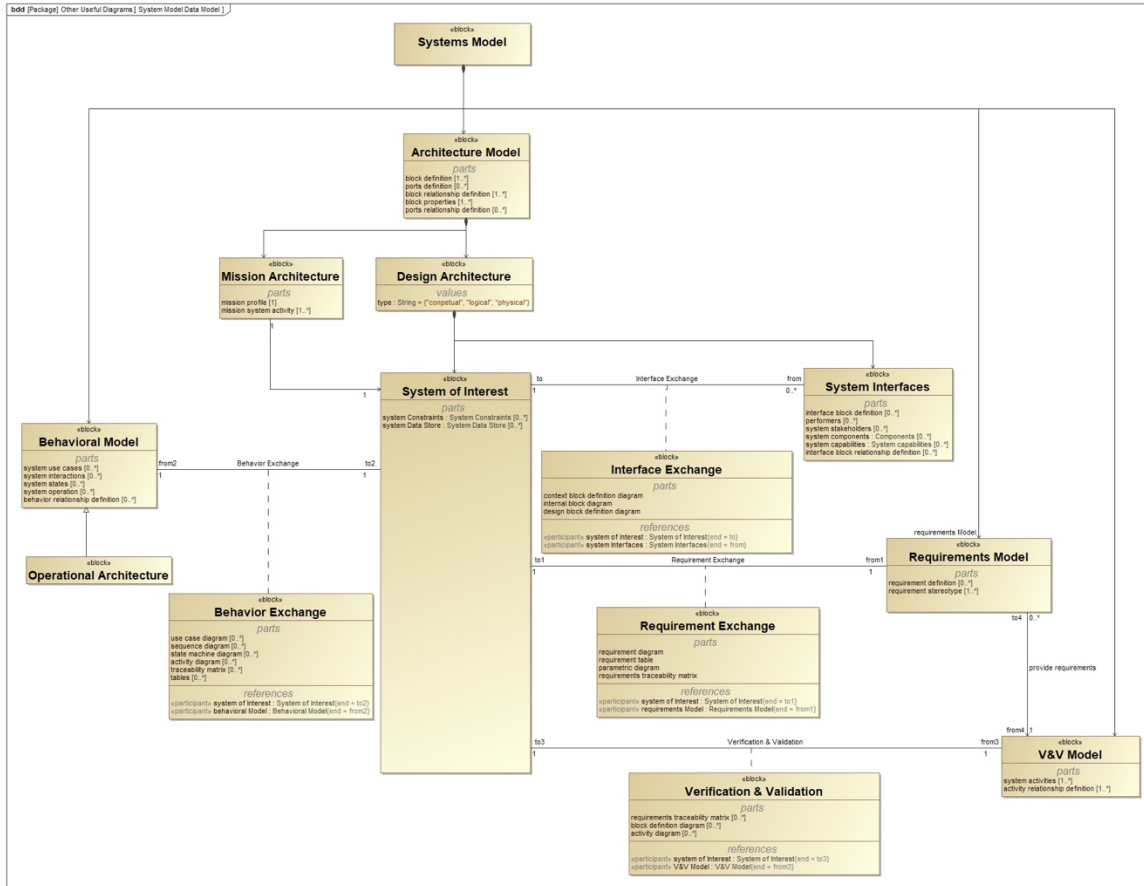 bdd [Package] Other Useful Diagrams [ System Model Data Model ]
«block»
Systems Model
«block»
Architecture Model
parts
block definition [1..*]
ports definition [0..*]
block relationship definition [1..*]
block properties [1..*]
ports relationship definition [0..*]
«block»
Mission Architecture
parts
mission profile [1]
mission system activity [1..*]
1
1
«block»
Design Architecture
values
type : String = {"conpetual", "logical", "physical"}
«block»
System of Interest
parts
system Constraints : System Constraints [0..*]
system Data Store : System Data Store [0..*]
to
1
Interface Exchange
from
0..*
«block»
System Interfaces
parts
interface block definition [0..*]
performers [0..*]
system stakeholders [0..*]
system components : Components [0..*]
system capabilities : System capabilities [0..*]
interface block relationship definition [0..*]
«block»
Behavioral Model
parts
system use cases [0..*]
system interactions [0..*]
system states [0..*]
system operation [0..*]
behavior relationship definition [0..*]
from2
1
Behavior Exchange
to2
1
«block»
Interface Exchange
parts
context block definition diagram
internal block diagram
design block definition diagram
references
«participant» system of Interest : System of Interest{end = to}
«participant» system Interfaces : System Interfaces{end = from}
«block»
Operational Architecture
«block»
Behavior Exchange
parts
use case diagram [0..*]
sequence diagram [0..*]
state machine diagram [0..*]
activity diagram [0..*]
traceability matrix [0..*]
tables [0..*]
references
«participant» system of Interest : System of Interest{end = to2}
«participant» behavioral Model : Behavioral Model{end = from2}
to1
1
Requirement Exchange
from1
1
requirements Model
«block»
Requirements Model
parts
requirement definition [0..*]
requirement stereotype [1..*]
to4
0..*
provide requirements
from4
1
«block»
Requirement Exchange
parts
requirement diagram
requirement table
parametric diagram
requirements traceability matrix
references
«participant» system of Interest : System of Interest{end = to1}
«participant» requirements Model : Requirements Model{end = from1}
to3
1
Verification & Validation
from3
1
«block»
V&V Model
parts
system activities [1..*]
activity relationship definition [1..*]
«block»
Verification & Validation
parts
requirements traceability matrix [0..*]
block definition diagram [0..*]
activity diagram [0..*]
references
«participant» system of Interest : System of Interest{end = to3}
«participant» V&V Model : V&V Model{end = from3}